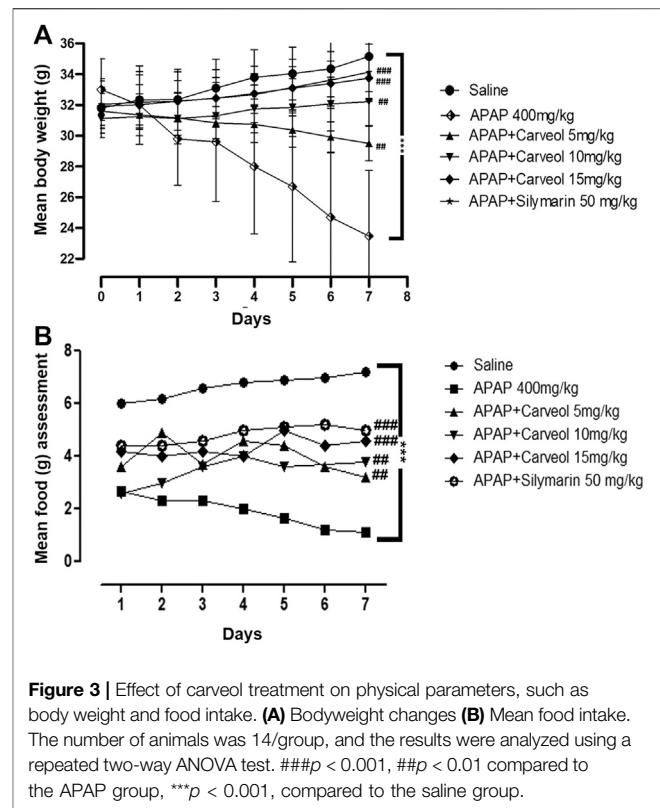 A
Mean body weight (g)
36
34
32
30
28
26
24
22
0 1 2 3 4 5 6 7 8
Days
###
###
##
##
***
Saline
APAP 400mg/kg
APAP+Carveol 5mg/kg
APAP+Carveol 10mg/kg
APAP+Carveol 15mg/kg
APAP+Silymarin 50 mg/kg
B
Mean food (g) assessment
8
6
4
2
0
1 2 3 4 5 6 7
Days
###
###
##
##
***
Saline
APAP 400mg/kg
APAP+Carveol 5mg/kg
APAP+Carveol 10mg/kg
APAP+Carveol 15mg/kg
APAP+Silymarin 50 mg/kg
Figure 3 | Effect of carveol treatment on physical parameters, such as
body weight and food intake. (A) Bodyweight changes (B) Mean food intake.
The number of animals was 14/group, and the results were analyzed using a
repeated two-way ANOVA test. ###p < 0.001, ##p < 0.01 compared to
the APAP group, ***p < 0.001, compared to the saline group.